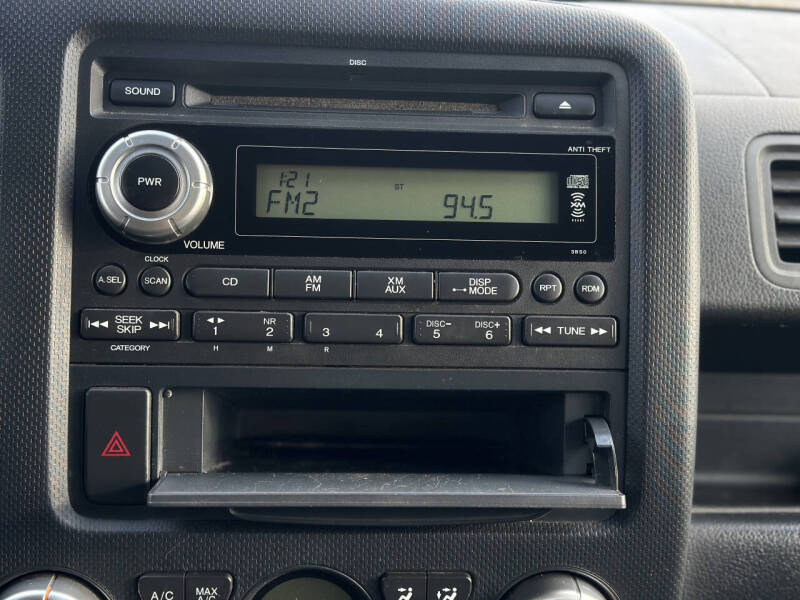 DISC
SOUND
ANTI THEFT
PWR
1:21
ST
FM2
94.5
XM
VOLUME
5BS0
CLOCK
A.SEL
SCAN
CD
AM
FM
XM
AUX
DISP
MODE
RPT
RDM
SEEK
SKIP
1
NR
2
3
4
DISC-
5
DISC+
6
TUNE
CATEGORY
H
M
R
A/C
MAX
A/C